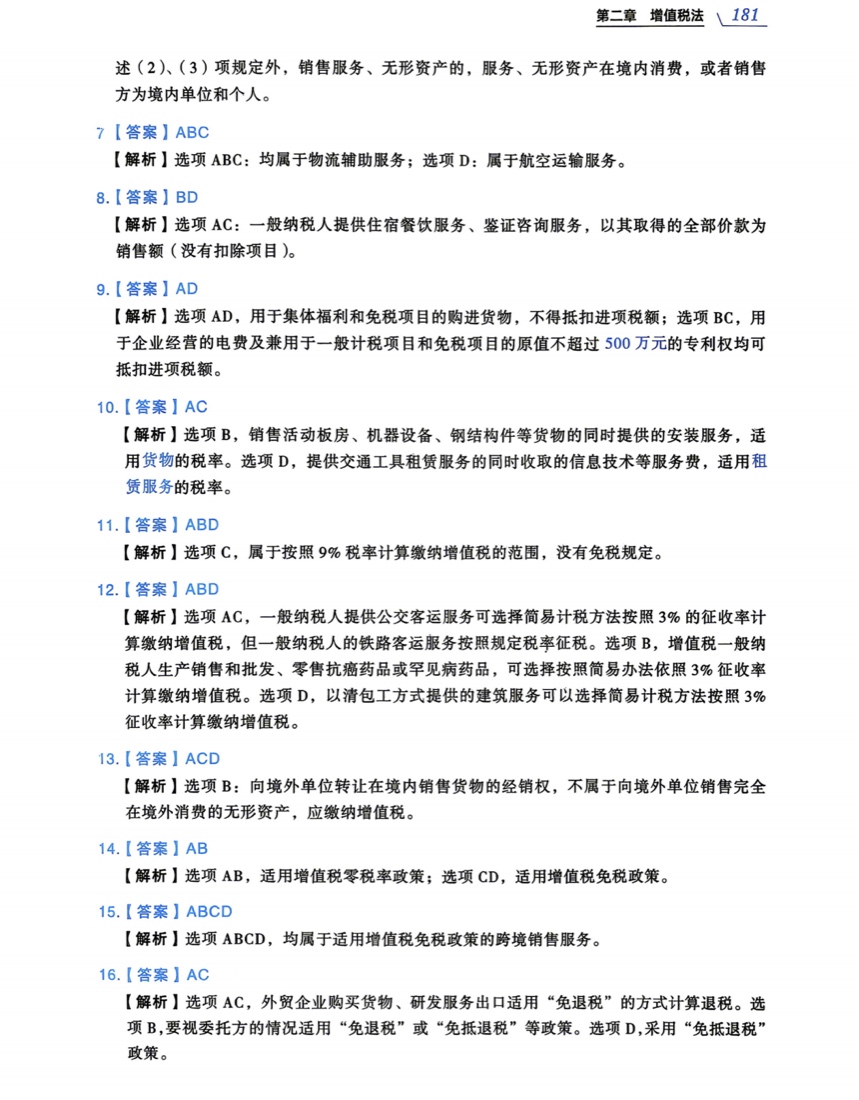 第二章 增值税法 181
述（2）、（3）项规定外，销售服务、无形资产的，服务、无形资产在境内消费，或者销售
方为境内单位和个人。
7【答案】ABC
【解析】选项 ABC：均属于物流辅助服务；选项 D：属于航空运输服务。
8.【答案】BD
【解析】选项 AC：一般纳税人提供住宿餐饮服务、鉴证咨询服务，以其取得的全部价款为
销售额（没有扣除项目）。
9.【答案】AD
【解析】选项 AD，用于集体福利和免税项目的购进货物，不得抵扣进项税额；选项 BC，用
于企业经营的电费及兼用于一般计税项目和免税项目的原值不超过 500 万元的专利权均可
抵扣进项税额。
10.【答案】AC
【解析】选项 B，销售活动板房、机器设备、钢结构件等货物的同时提供的安装服务，适
用货物的税率。选项 D，提供交通工具租赁服务的同时收取的信息技术等服务费，适用租
赁服务的税率。
11.【答案】ABD
【解析】选项 C，属于按照 9% 税率计算缴纳增值税的范围，没有免税规定。
12.【答案】ABD
【解析】选项 AC，一般纳税人提供公交客运服务可选择简易计税方法按照 3% 的征收率计
算缴纳增值税，但一般纳税人的铁路客运服务按照规定税率征税。选项 B，增值税一般纳
税人生产销售和批发、零售抗癌药品或罕见病药品，可选择按照简易办法依照 3% 征收率
计算缴纳增值税。选项 D，以清包工方式提供的建筑服务可以选择简易计税方法按照 3%
征收率计算缴纳增值税。
13.【答案】ACD
【解析】选项 B：向境外单位转让在境内销售货物的经销权，不属于向境外单位销售完全
在境外消费的无形资产，应缴纳增值税。
14.【答案】AB
【解析】选项 AB，适用增值税零税率政策；选项 CD，适用增值税免税政策。
15.【答案】ABCD
【解析】选项 ABCD，均属于适用增值税免税政策的跨境销售服务。
16.【答案】AC
【解析】选项 AC，外贸企业购买货物、研发服务出口适用“免退税”的方式计算退税。选
项 B,要视委托方的情况适用“免退税”或“免抵退税”等政策。选项 D,采用“免抵退税”
政策。